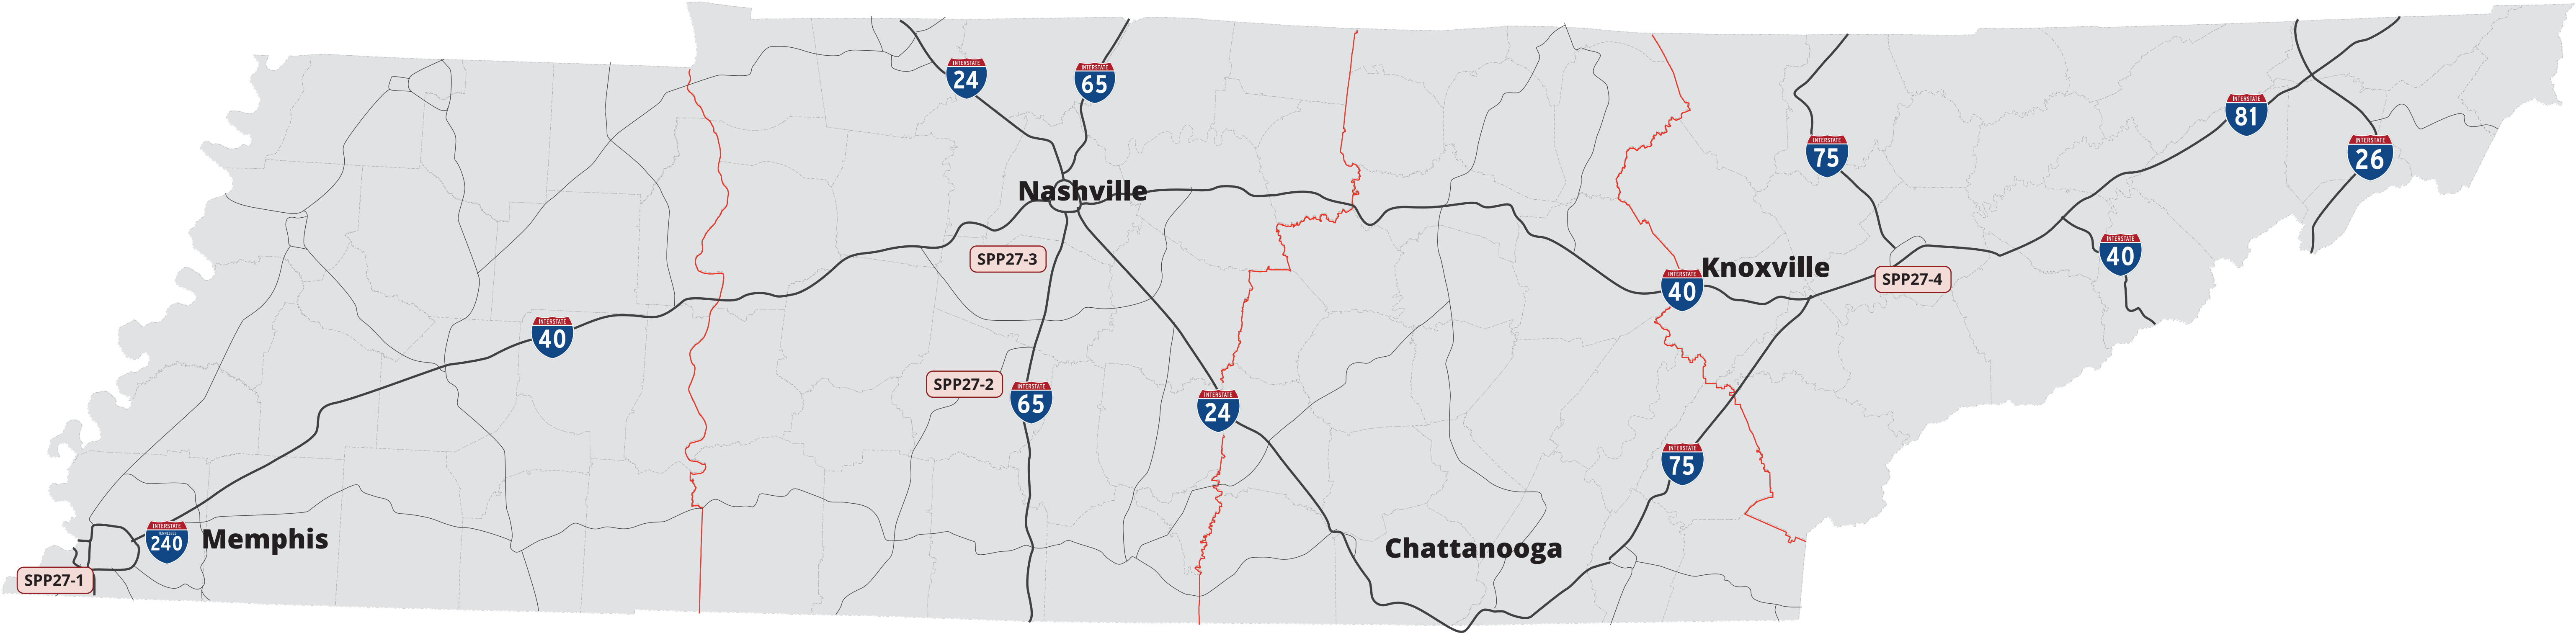 INTERSTATE
24
INTERSTATE
65
INTERSTATE
81
INTERSTATE
75
INTERSTATE
26
Nashville
SPP27-3
INTERSTATE
40
Knoxville
SPP27-4
INTERSTATE
40
INTERSTATE
40
SPP27-2
INTERSTATE
65
INTERSTATE
24
INTERSTATE
75
INTERSTATE
TENNESSEE
240
Memphis
Chattanooga
SPP27-1